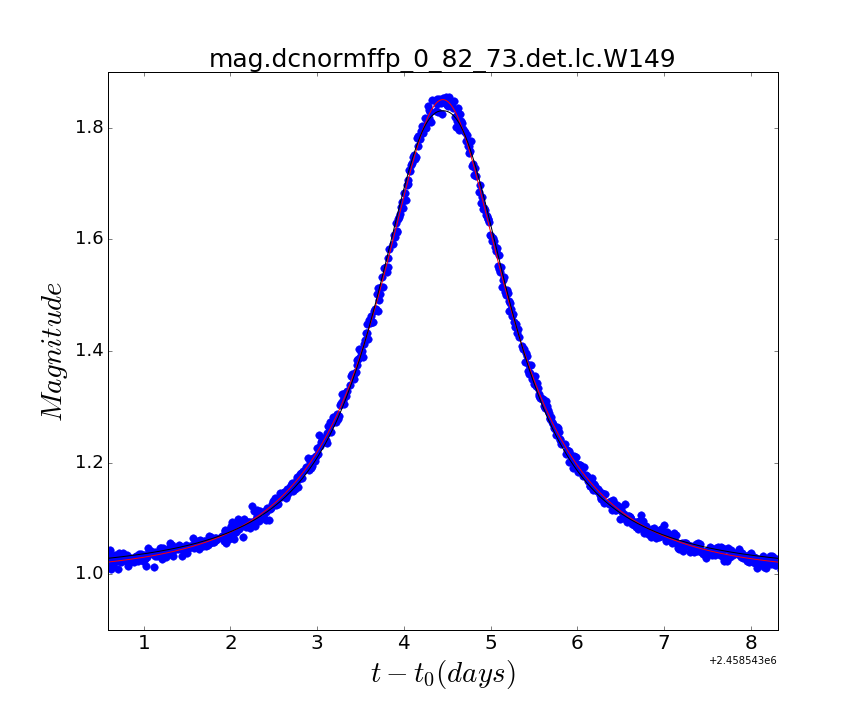 mag.dcnormffp_0_82_73.det.lc.W149
1.8
1.6
1.4
1.2
1.0
Magnitude
1 2 3 4 5 6 7 8
+2.458543e6
t − t₀(days)